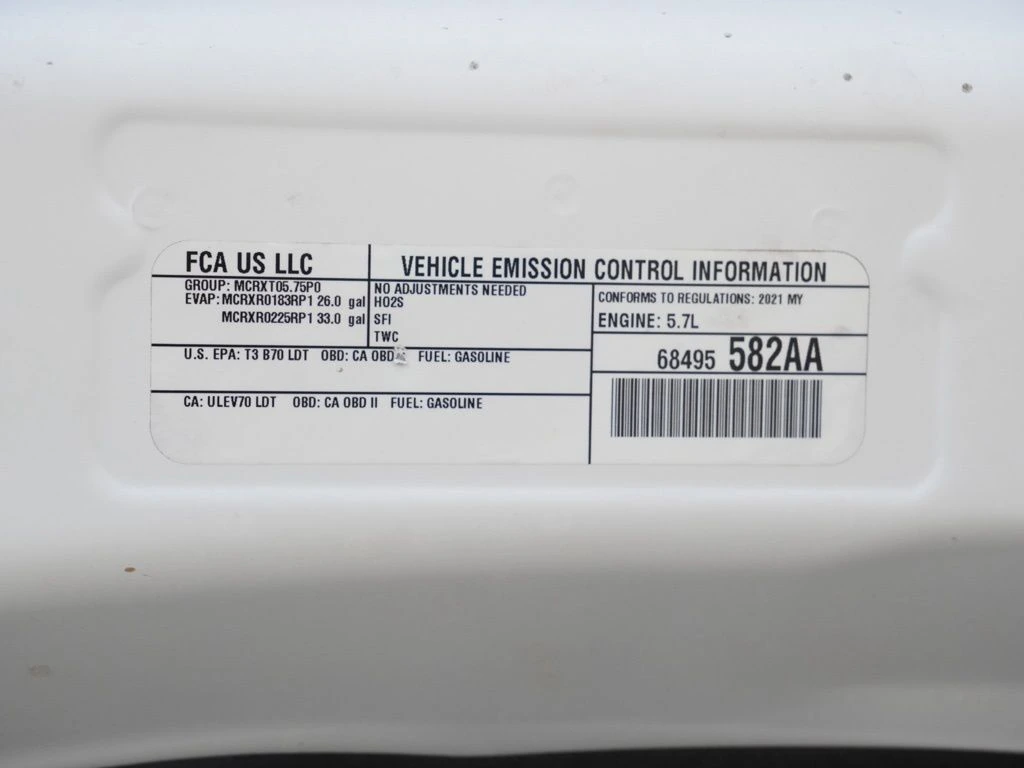 FCA US LLC
VEHICLE EMISSION CONTROL INFORMATION
GROUP: MCRXT05.75P0
EVAP: MCRXR0183RP1 26.0 gal
MCRXR0225RP1 33.0 gal
NO ADJUSTMENTS NEEDED
HO2S
SFI
TWC
CONFORMS TO REGULATIONS: 2021 MY
ENGINE: 5.7L
68495 582AA
U.S. EPA: T3 B70 LDT OBD: CA OBD FUEL: GASOLINE
CA: ULEV70 LDT OBD: CA OBD II FUEL: GASOLINE